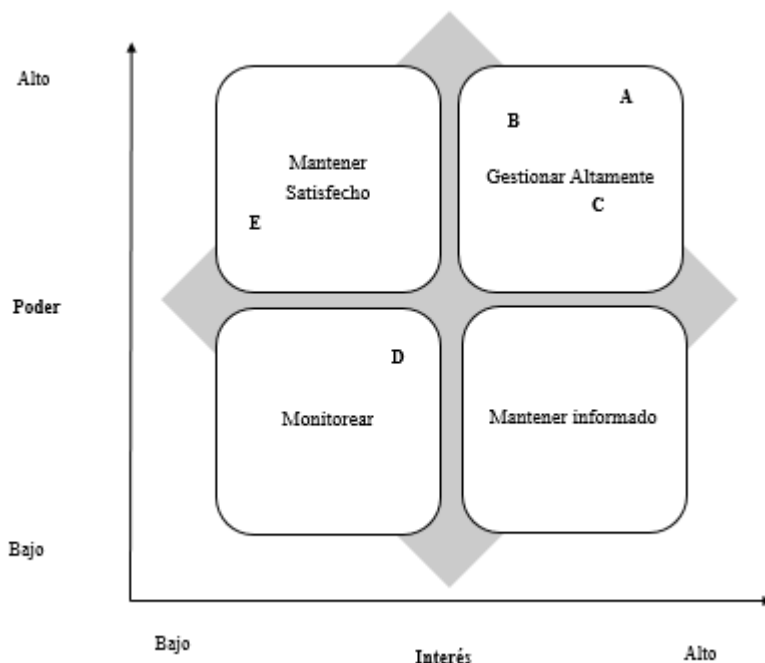 Alto
A
B
Mantener
Satisfecho
Gestionar Altamente
C
E
Poder
D
Monitorear
Mantener informado
Bajo
Bajo
Interés
Alto